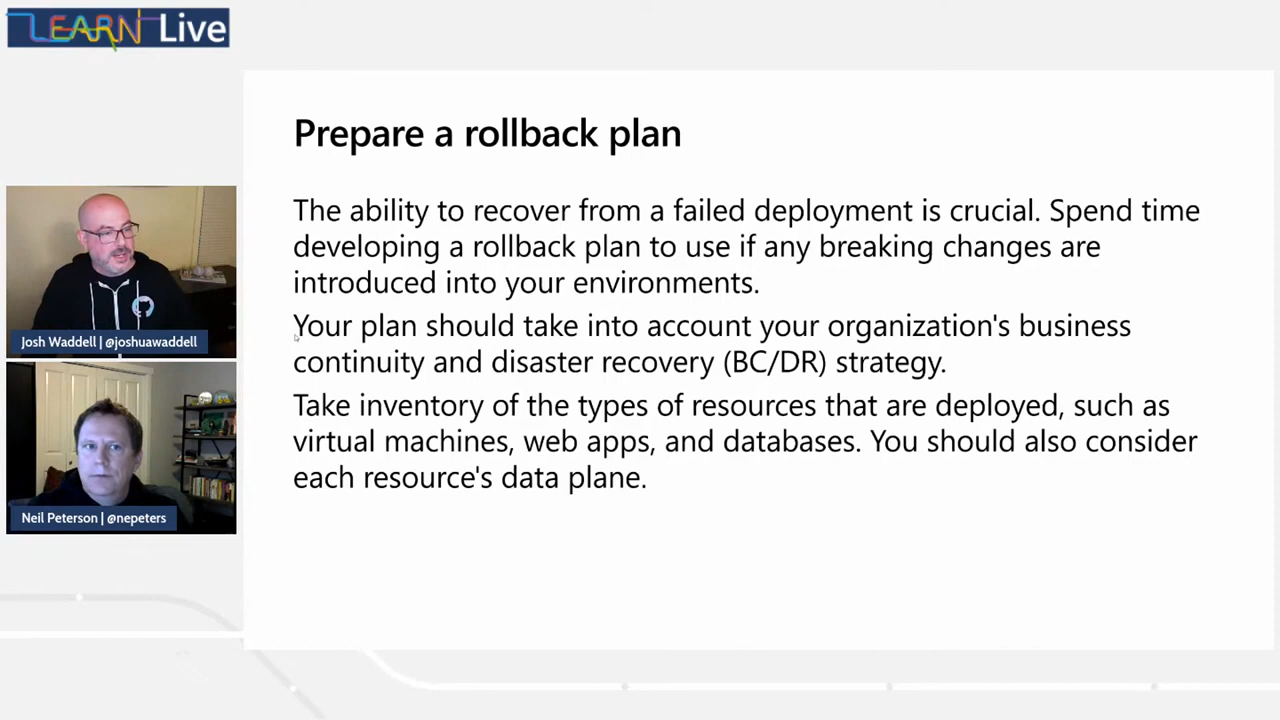 LEARN Live
Prepare a rollback plan
The ability to recover from a failed deployment is crucial. Spend time
developing a rollback plan to use if any breaking changes are
introduced into your environments.
Your plan should take into account your organization's business
continuity and disaster recovery (BC/DR) strategy.
Take inventory of the types of resources that are deployed, such as
virtual machines, web apps, and databases. You should also consider
each resource's data plane.
Josh Waddell | @joshuawaddell
Neil Peterson | @nepeters